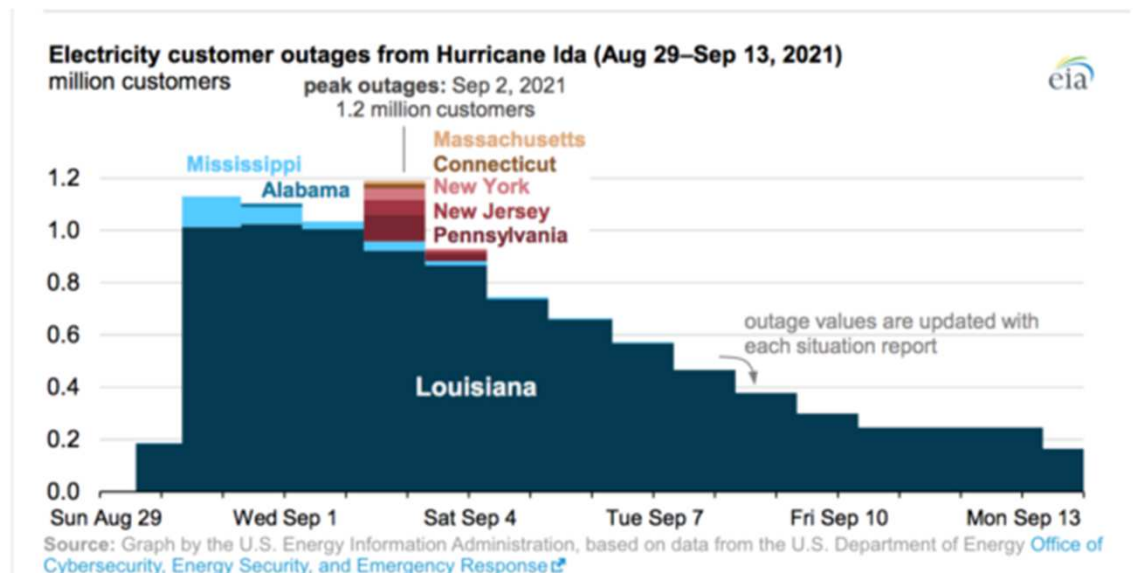 Electricity customer outages from Hurricane Ida (Aug 29–Sep 13, 2021)
million customers
eia
peak outages: Sep 2, 2021
1.2 million customers
Massachusetts
Connecticut
New York
New Jersey
Pennsylvania
Mississippi
Alabama
1.2
1.0
0.8
0.6
0.4
0.2
0.0
outage values are updated with
each situation report
Louisiana
Sun Aug 29 Wed Sep 1 Sat Sep 4 Tue Sep 7 Fri Sep 10 Mon Sep 13
Source: Graph by the U.S. Energy Information Administration, based on data from the U.S. Department of Energy Office of
Cybersecurity, Energy Security, and Emergency Response